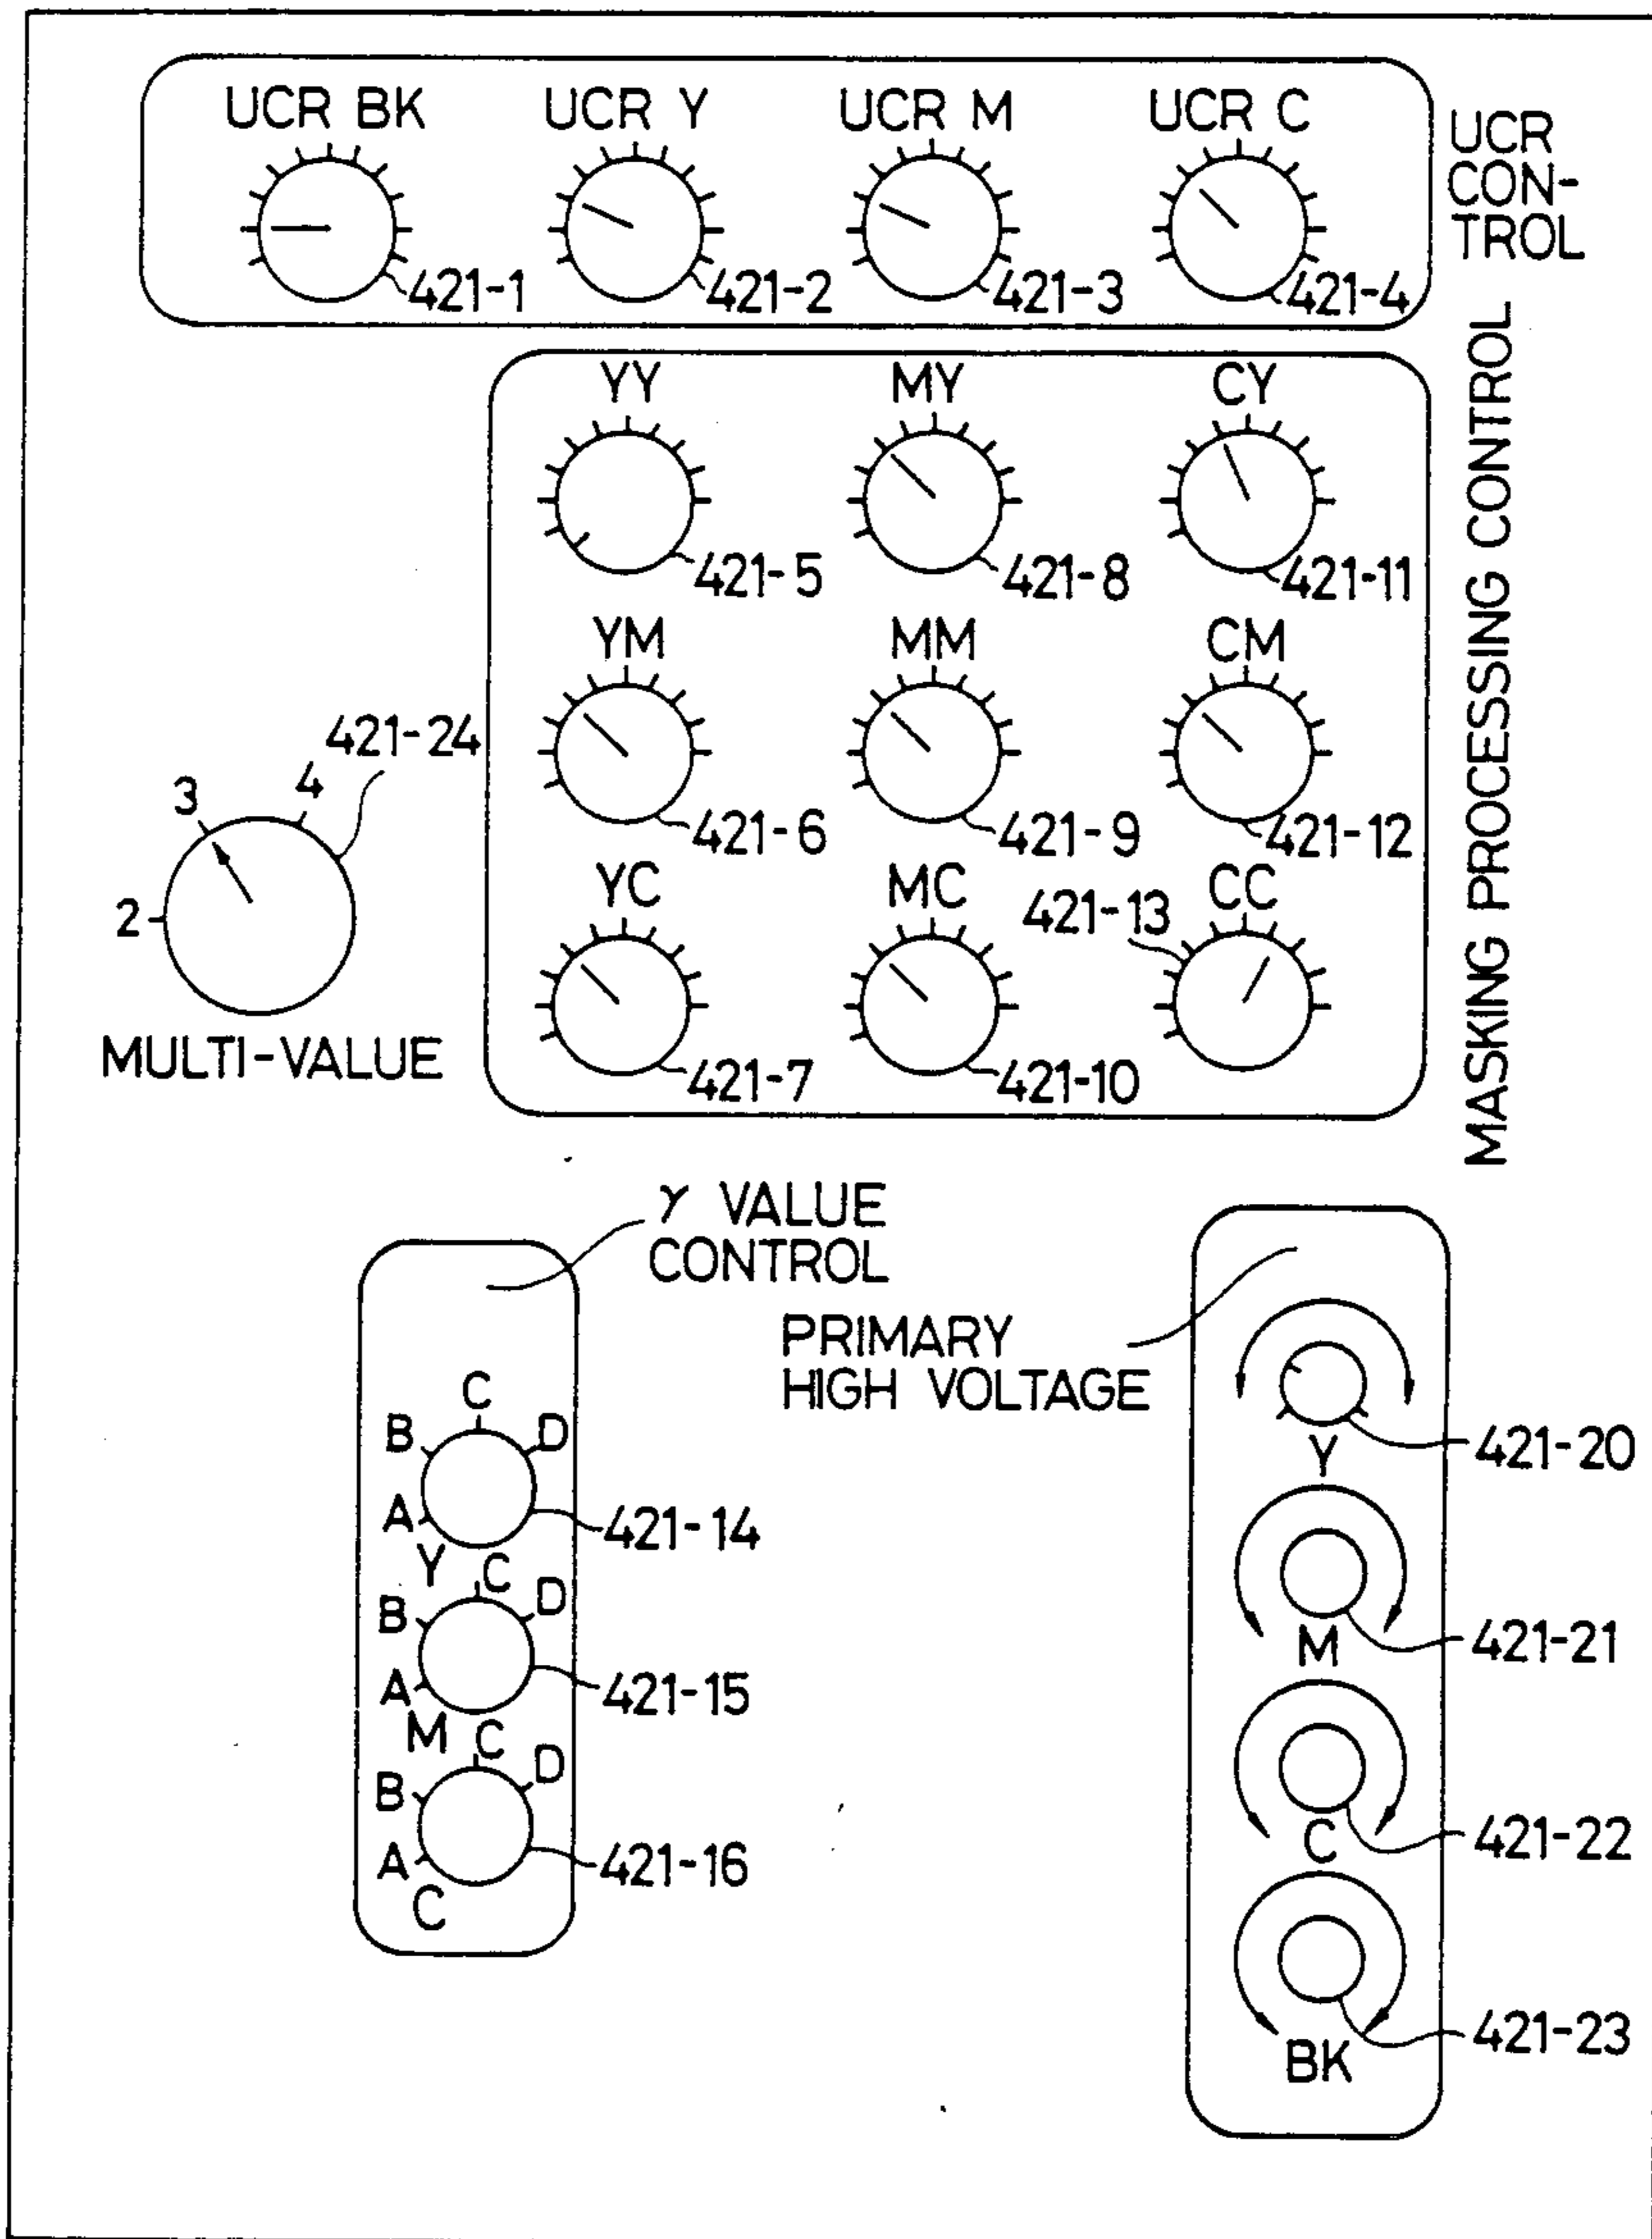 UCR BK
UCR Y
UCR M
UCR C
421-1
421-2
421-3
421-4
UCR
CON-
TROL
YY
MY
CY
421-5
421-8
421-11
YM
MM
CM
421-6
421-9
421-12
YC
MC
CC
421-13
421-7
421-10
MASKING PROCESSING CONTROL
421-24
2
3
4
MULTI-VALUE
γ VALUE
CONTROL
A
B
C
D
421-14
Y
A
B
C
D
421-15
M
A
B
C
D
421-16
C
PRIMARY
HIGH VOLTAGE
421-20
Y
421-21
M
421-22
C
421-23
BK